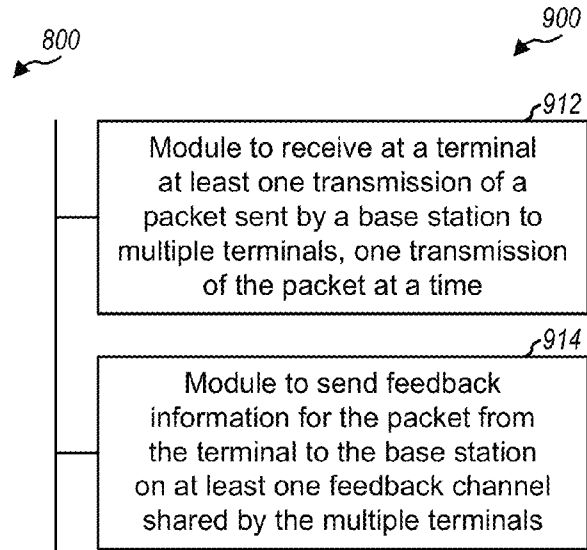 800
900
912
Module to receive at a terminal
at least one transmission of a
packet sent by a base station to
multiple terminals, one transmission
of the packet at a time
914
Module to send feedback
information for the packet from
the terminal to the base station
on at least one feedback channel
shared by the multiple terminals